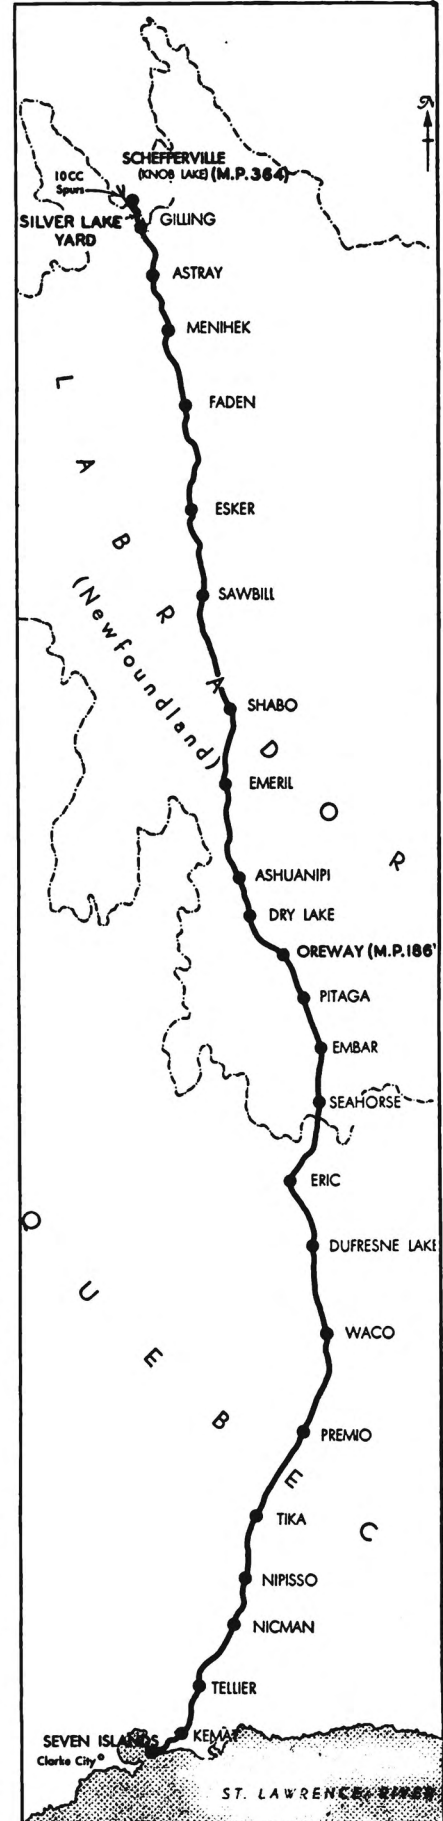 N
SCHEFFERVILLE
(KNOB LAKE) (M.P.364)
10CC
Spurs
SILVER LAKE
YARD
GILLING
ASTRAY
MENIHEK
FADEN
ESKER
SAWBILL
LABRADOR
(Newfoundland)
SHABO
EMERIL
ASHUANIPI
DRY LAKE
OREWAY (M.P.186
PITAGA
EMBAR
SEAHORSE
ERIC
DUFRESNE LAKE
WACO
QUEBEC
PREMIO
TIKA
NIPISSO
NICMAN
TELLIER
SEVEN ISLANDS
Clarke City
ST. LAWRENCE RIVER